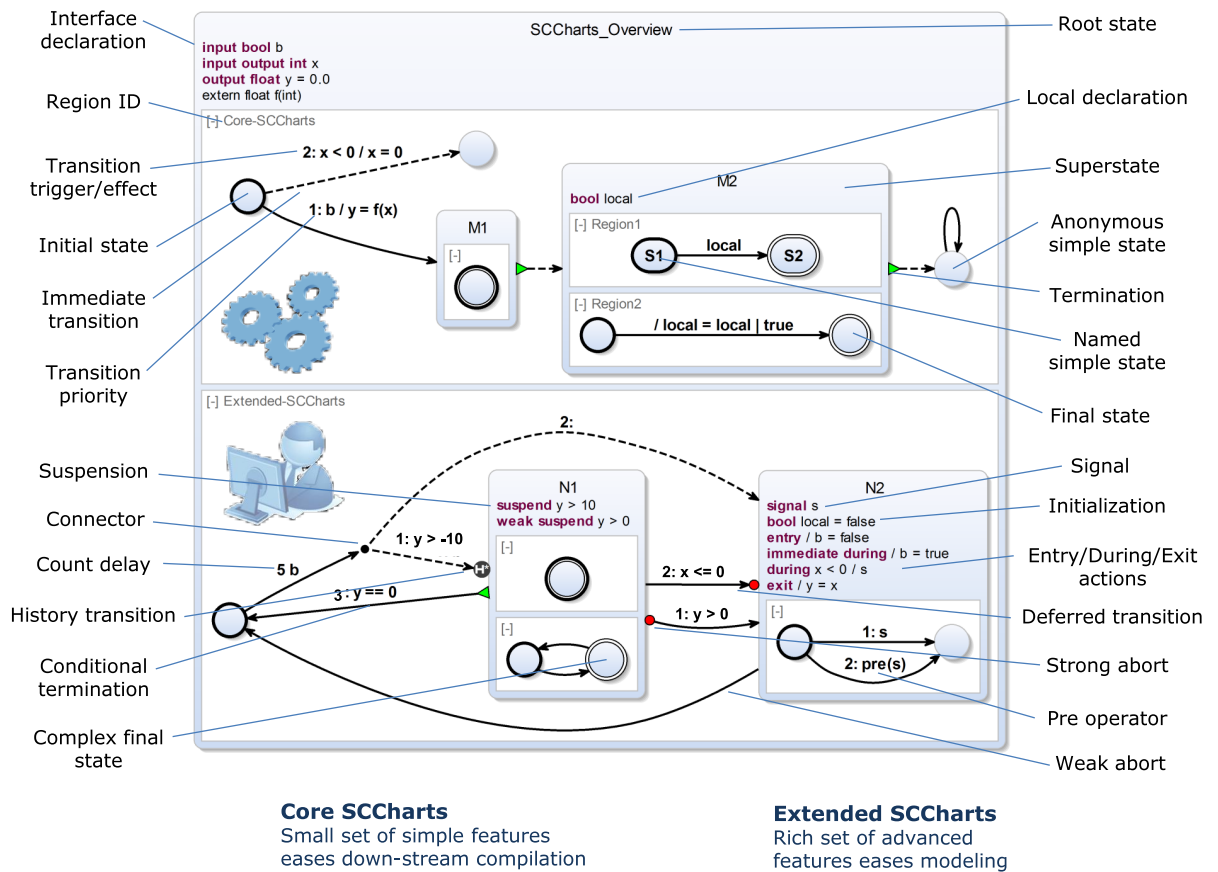 Interface
declaration
SCCharts_Overview
Root state
input bool b
input output int x
output float y = 0.0
extern float f(int)
Region ID
[-] Core-SCCharts
Local declaration
Transition
trigger/effect
2: x < 0 / x = 0
1: b / y = f(x)
Superstate
M2
bool local
[-] Region1
S1
local
S2
[-] Region2
/ local = local | true
M1
[-]
Initial state
Anonymous
simple state
Immediate
transition
Termination
Transition
priority
Named
simple state
Final state
[-] Extended-SCCharts
2:
Suspension
N1
suspend y > 10
weak suspend y > 0
[-]
[-]
N2
signal s
bool local = false
entry / b = false
immediate during / b = true
during x < 0 / s
exit / y = x
[-]
1: s
2: pre(s)
Signal
Initialization
Connector
1: y > -10
Count delay
5 b
H*
3: y == 0
2: x <= 0
1: y > 0
Entry/During/Exit
actions
History transition
Deferred transition
Conditional
termination
Strong abort
Pre operator
Complex final
state
Weak abort
Core SCCharts
Small set of simple features
eases down-stream compilation
Extended SCCharts
Rich set of advanced
features eases modeling